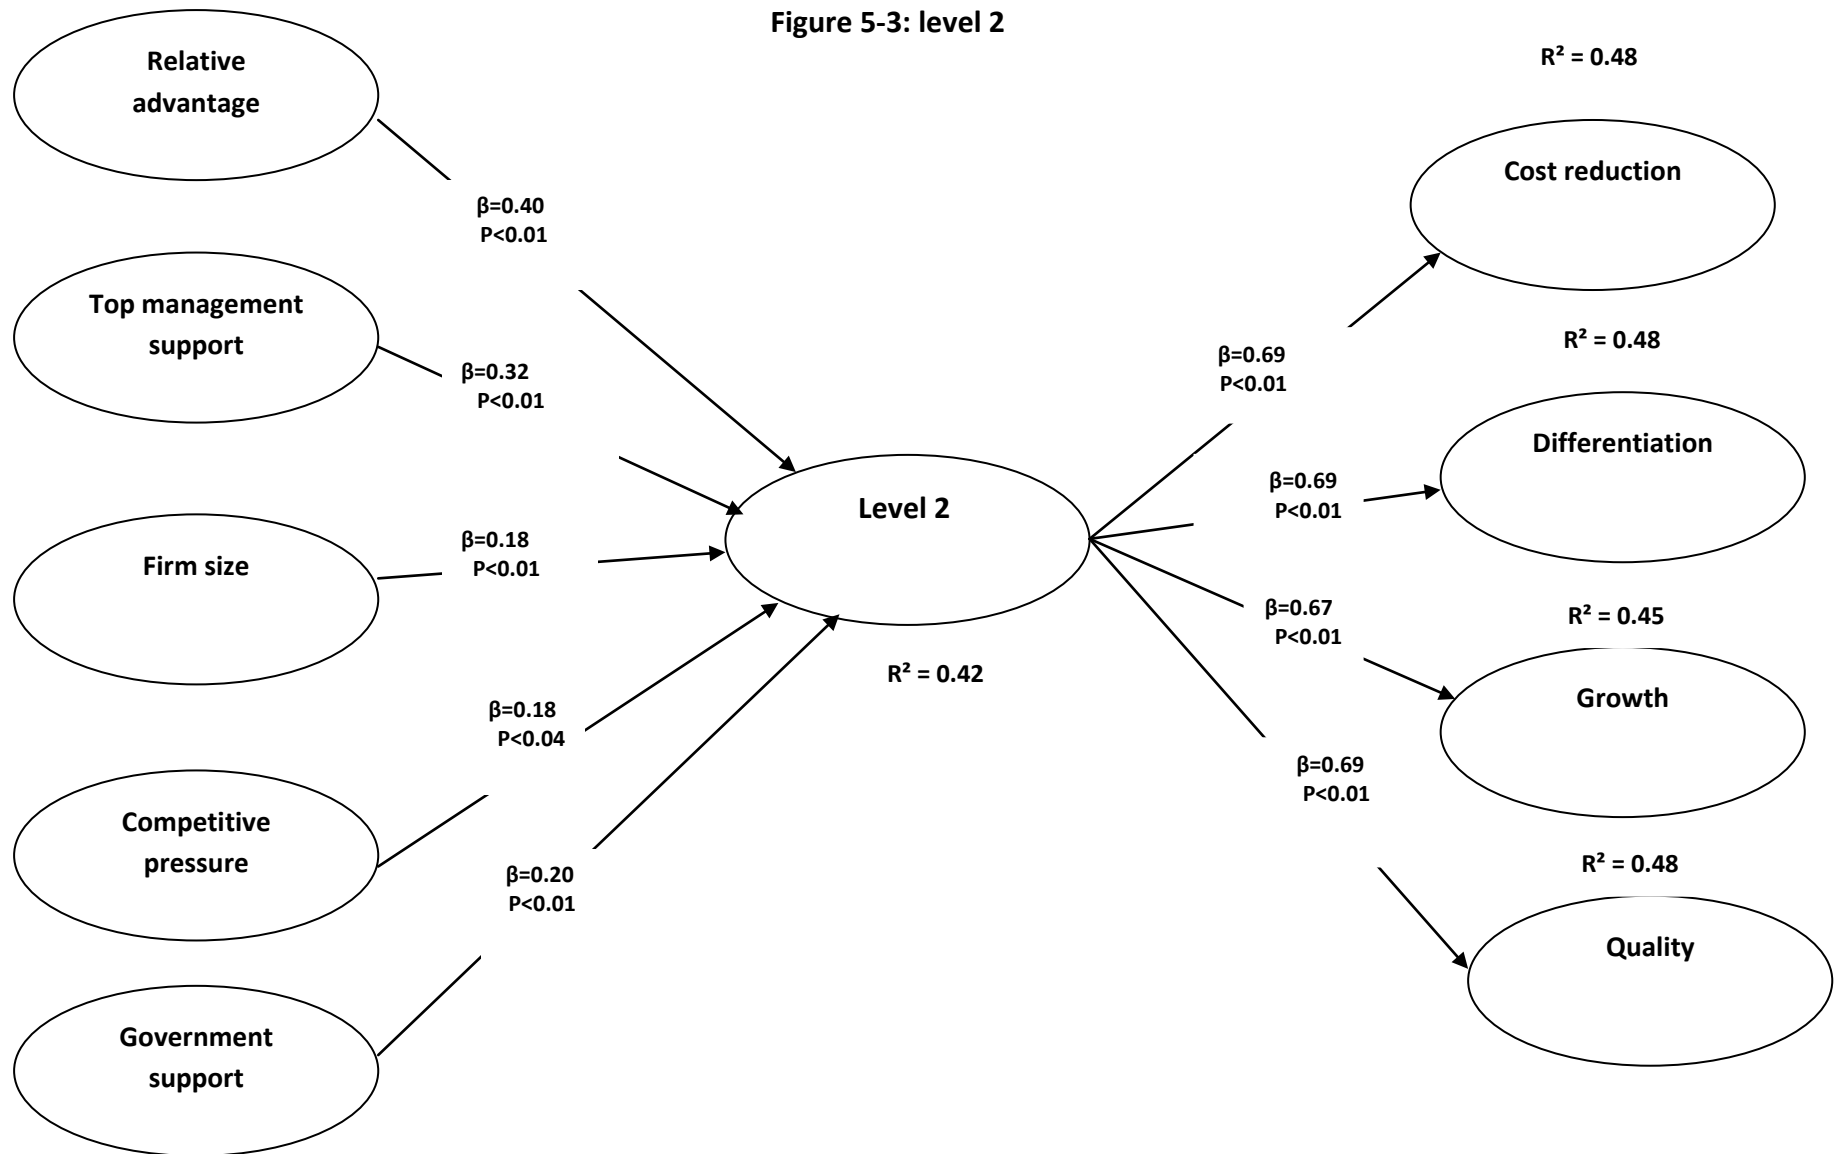 Figure 5-3: level 2
Relative
advantage
β=0.40
P<0.01
Top management
support
β=0.32
P<0.01
Firm size
β=0.18
P<0.01
Competitive
pressure
β=0.18
P<0.04
Government
support
β=0.20
P<0.01
Level 2
R² = 0.42
β=0.69
P<0.01
R² = 0.48
Cost reduction
β=0.69
P<0.01
R² = 0.48
Differentiation
β=0.67
P<0.01
R² = 0.45
Growth
β=0.69
P<0.01
R² = 0.48
Quality